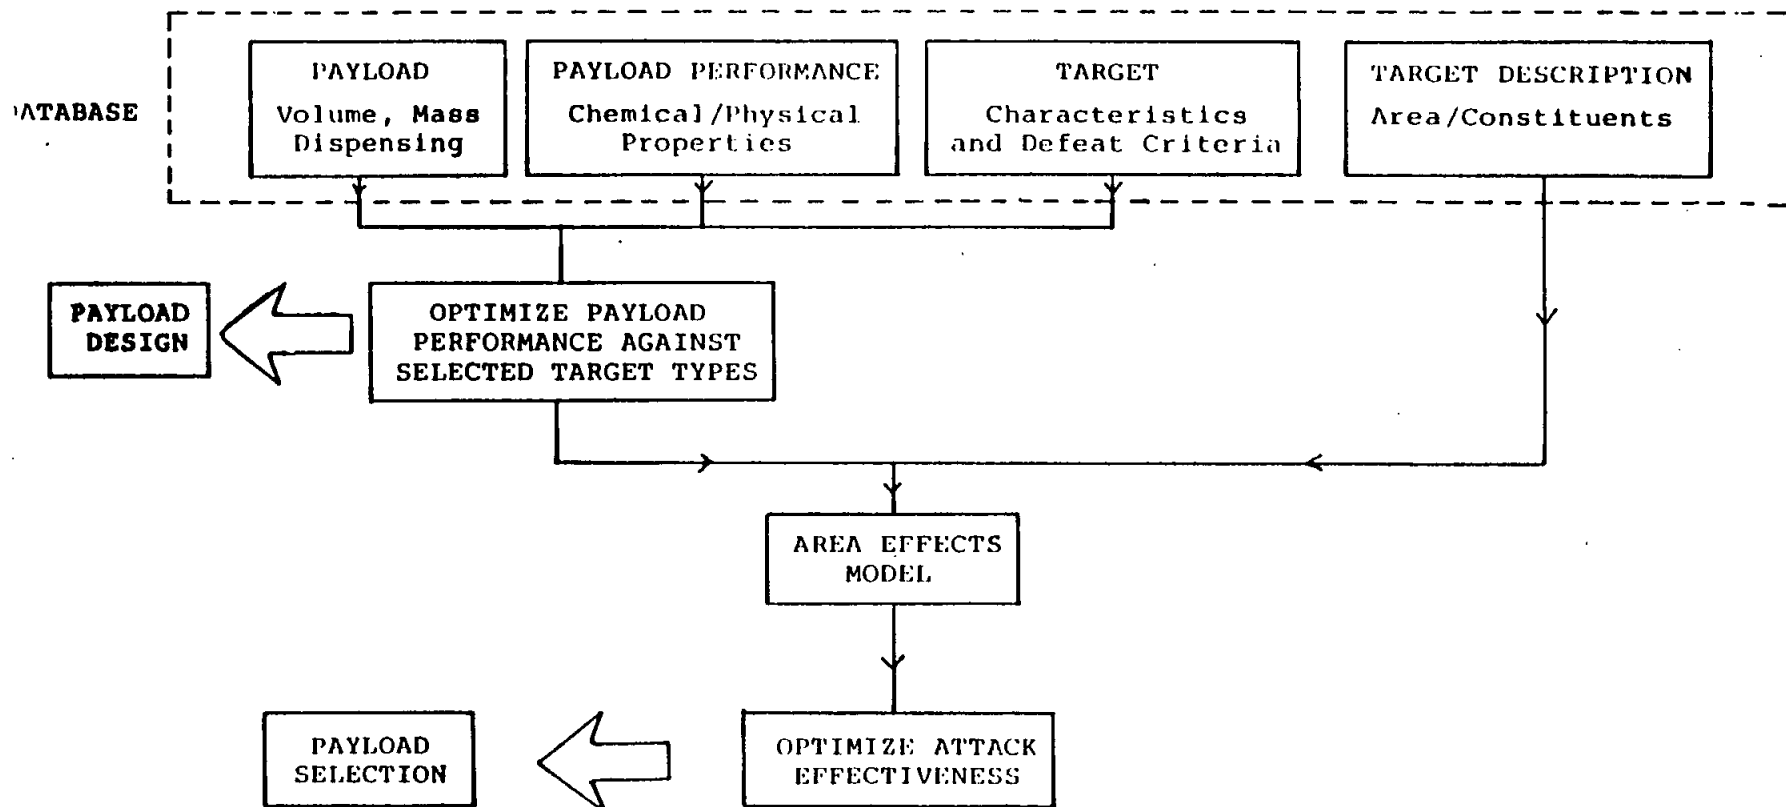 PAYLOAD
Volume, Mass
Dispensing
PAYLOAD PERFORMANCE
Chemical/Physical
Properties
TARGET
Characteristics
and Defeat Criteria
TARGET DESCRIPTION
Area/Constituents
ATABASE
PAYLOAD
DESIGN
OPTIMIZE PAYLOAD
PERFORMANCE AGAINST
SELECTED TARGET TYPES
AREA EFFECTS
MODEL
PAYLOAD
SELECTION
OPTIMIZE ATTACK
EFFECTIVENESS